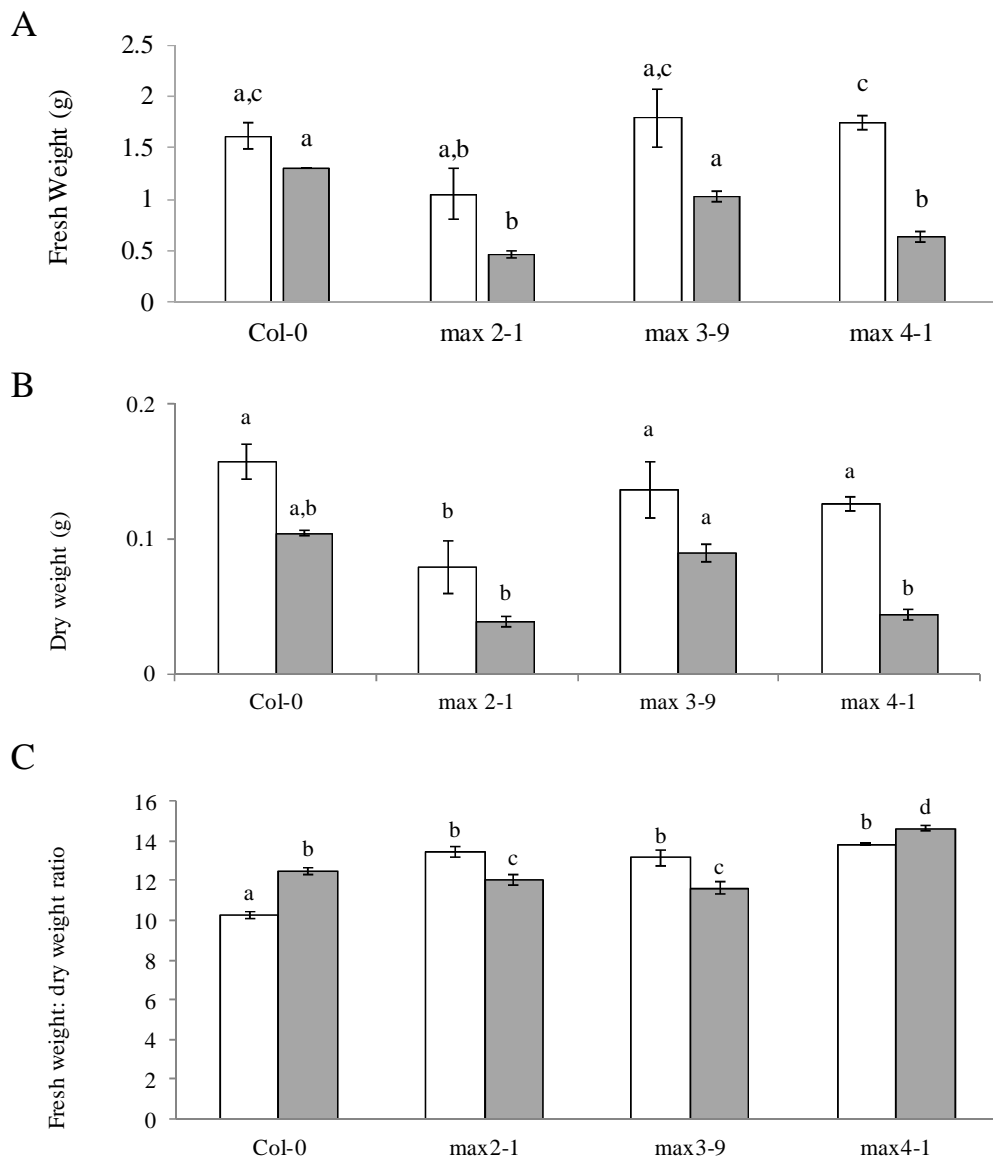 A
Fresh Weight (g)
2.5
2
1.5
1
0.5
0
a,c
a
a,b
b
a,c
a
c
b
Col-0 max 2-1 max 3-9 max 4-1
B
Dry weight (g)
0.2
0.1
0
a
a,b
b
b
a
a
a
b
Col-0 max 2-1 max 3-9 max 4-1
C
Fresh weight: dry weight ratio
16
14
12
10
8
6
4
2
0
a
b
b
c
b
c
b
d
Col-0 max2-1 max3-9 max4-1